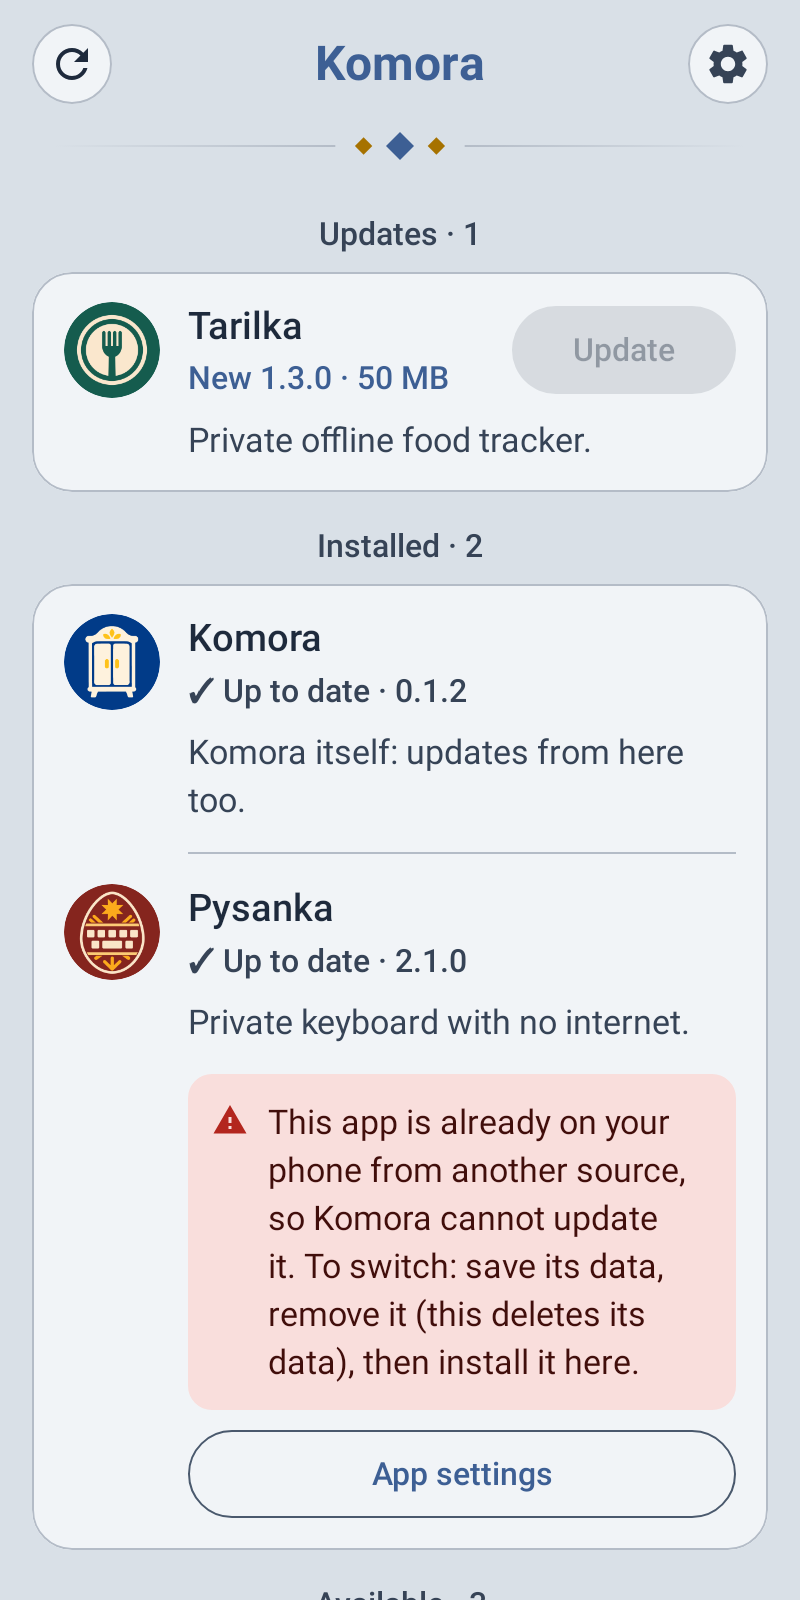 Komora
Updates · 1
Tarilka
Update
New 1.3.0 · 50 MB
Private offline food tracker.
Installed · 2
Komora
✓ Up to date · 0.1.2
Komora itself: updates from here
too.
Pysanka
✓ Up to date · 2.1.0
Private keyboard with no internet.
This app is already on your
phone from another source,
so Komora cannot update
it. To switch: save its data,
remove it (this deletes its
data), then install it here.
App settings